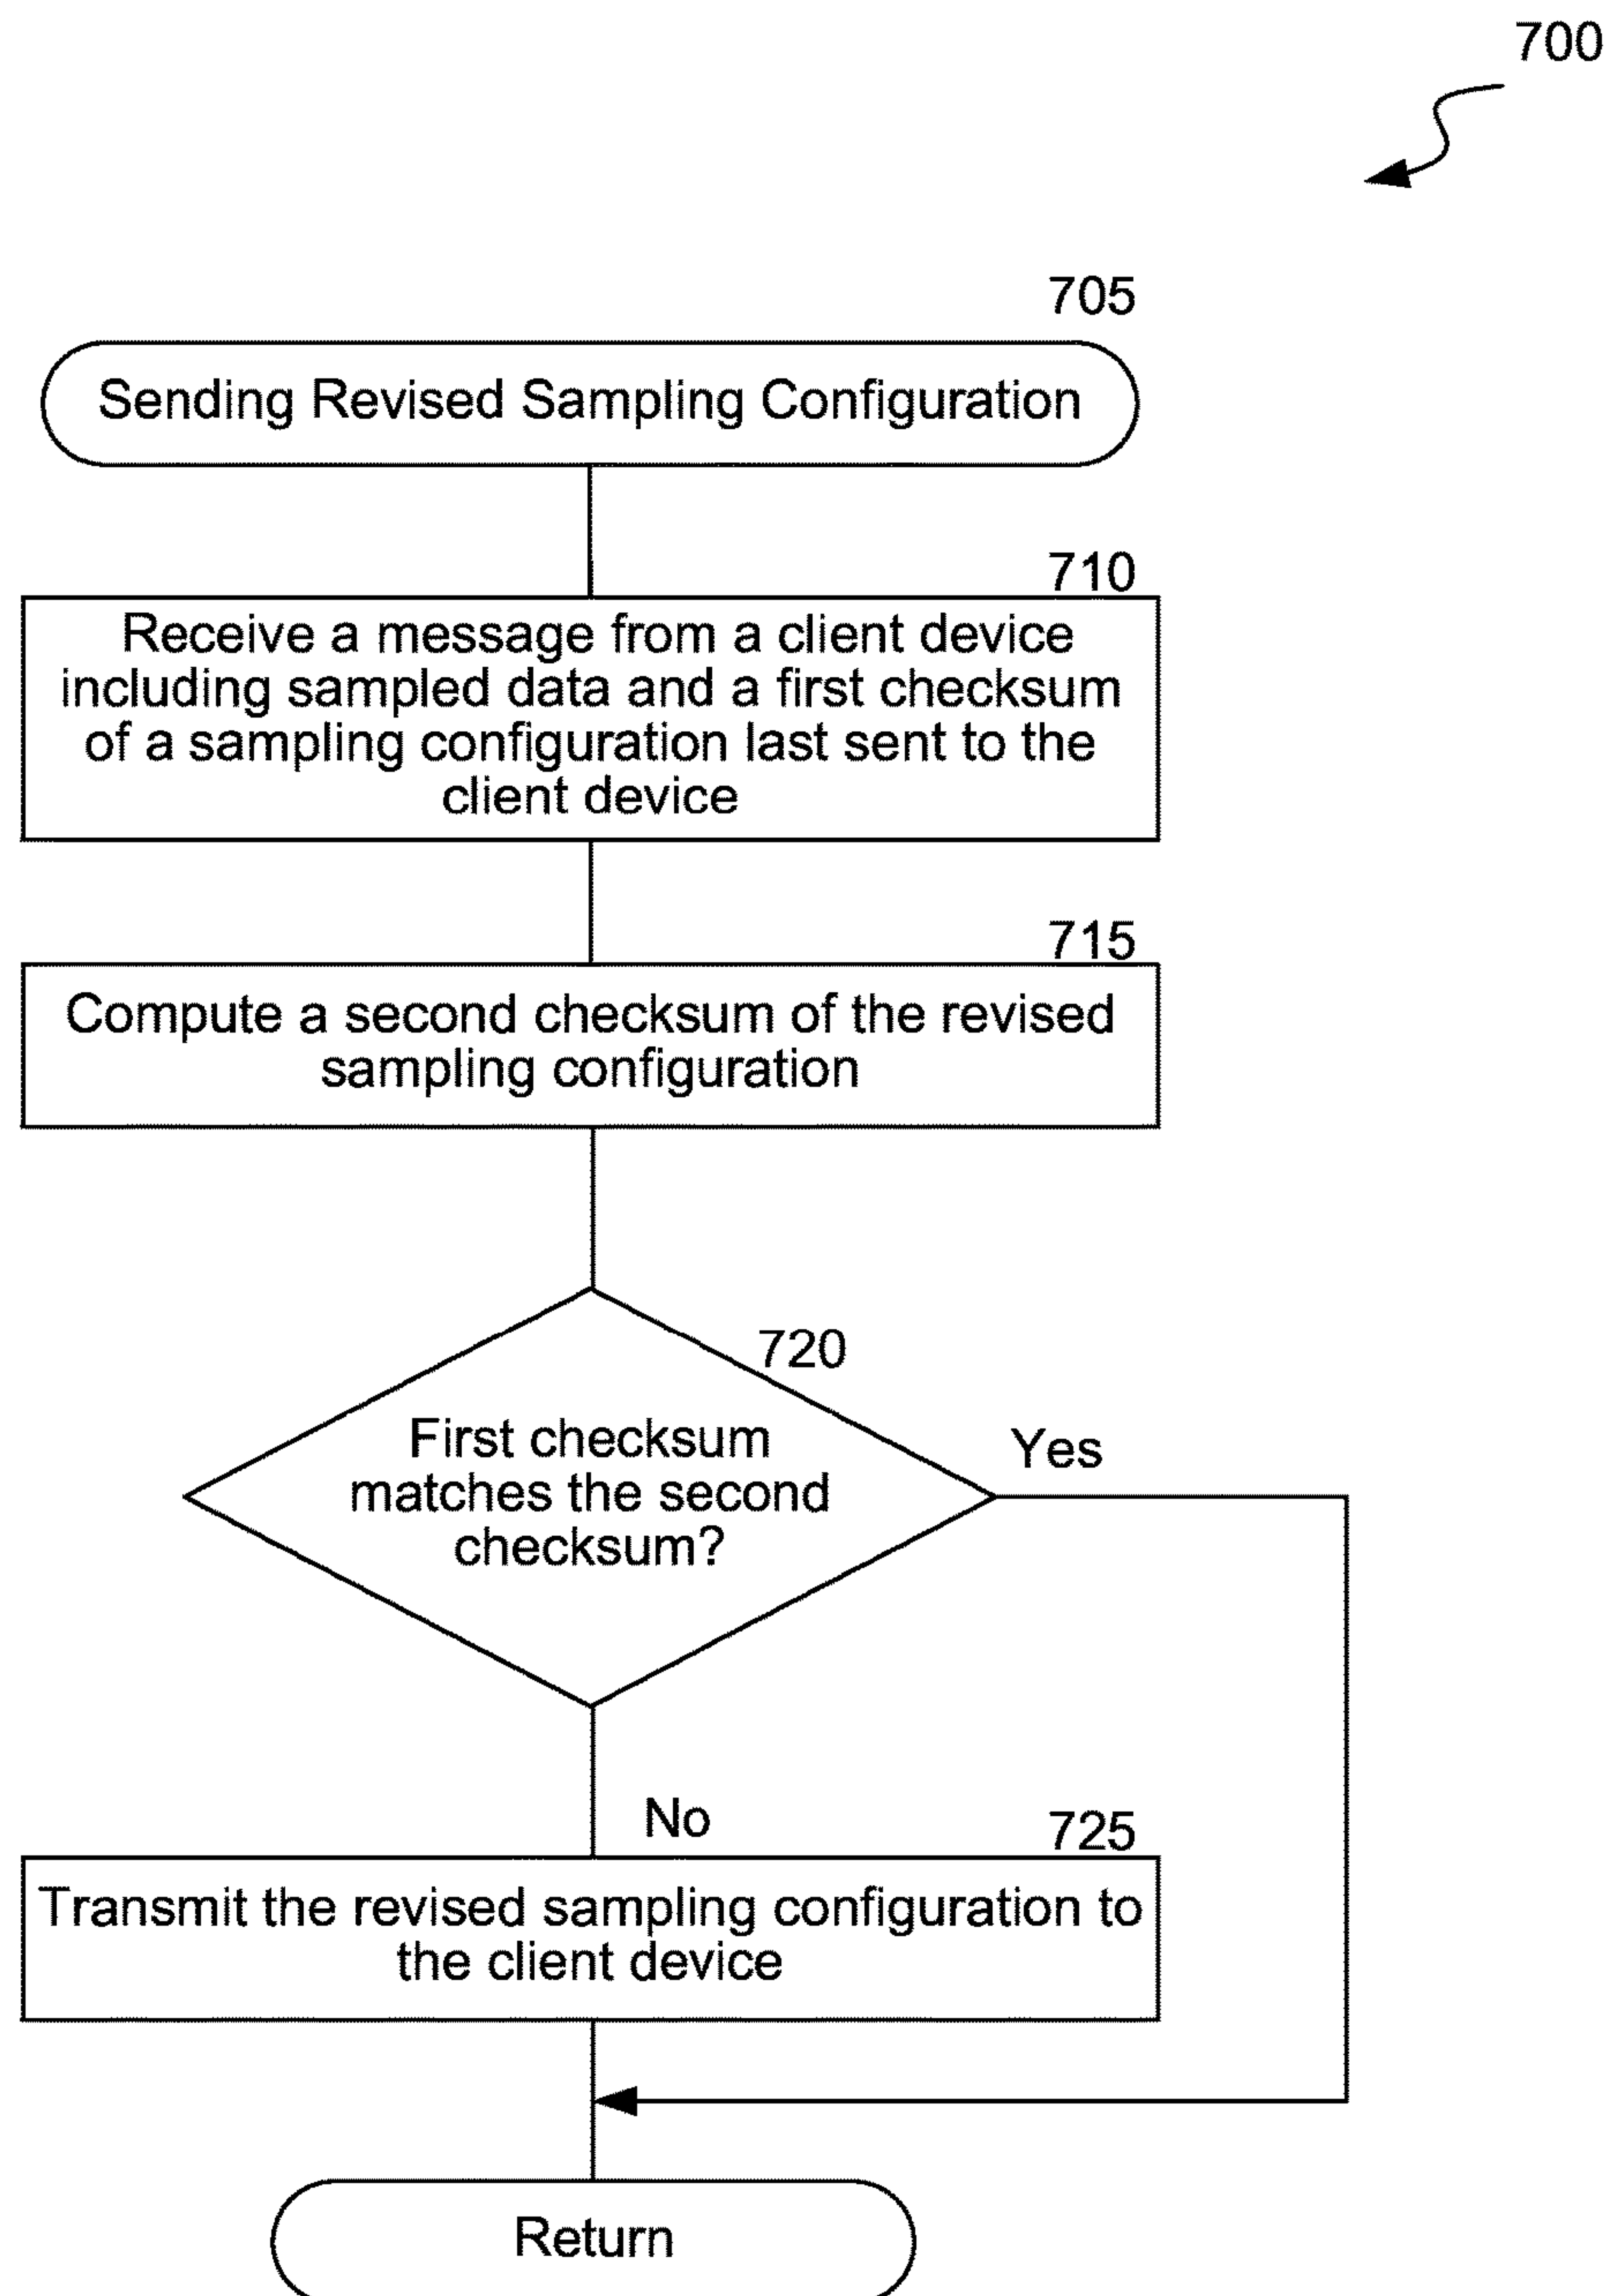 700
705
Sending Revised Sampling Configuration
710
Receive a message from a client device
including sampled data and a first checksum
of a sampling configuration last sent to the
client device
715
Compute a second checksum of the revised
sampling configuration
720
First checksum
matches the second
checksum?
Yes
No
725
Transmit the revised sampling configuration to
the client device
Return